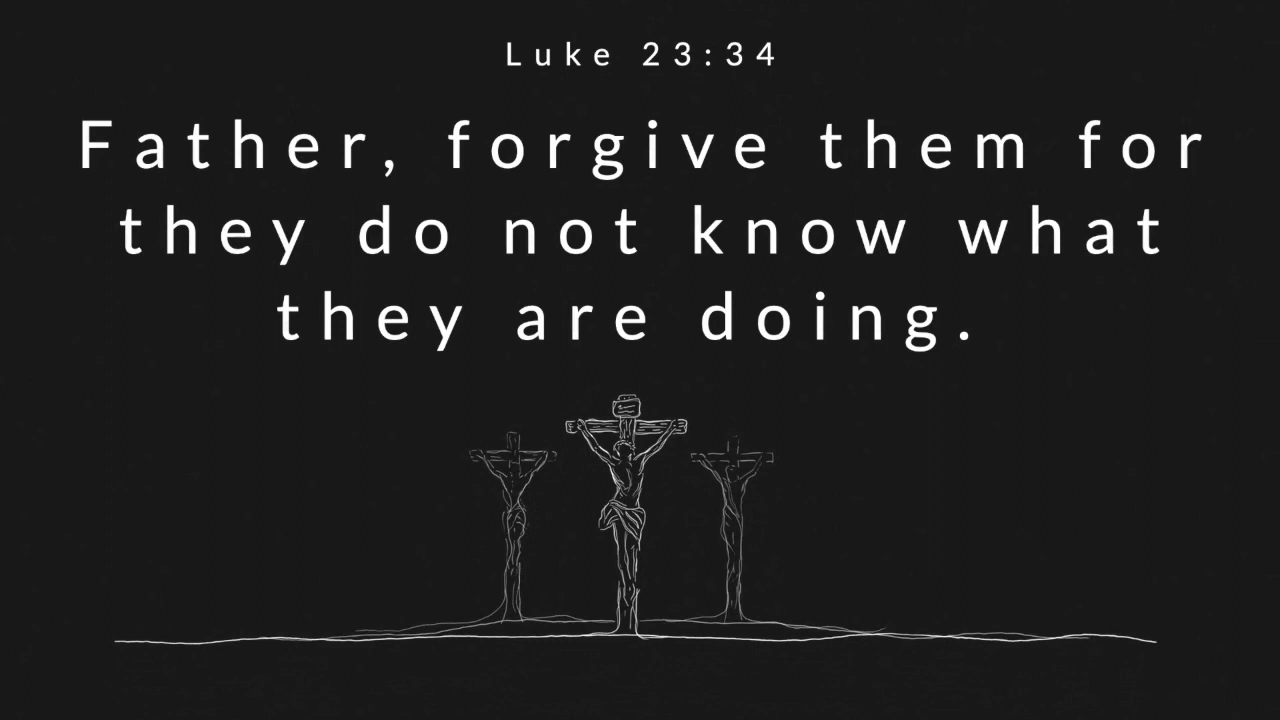 Luke 23:34
Father, forgive them for
they do not know what
they are doing.